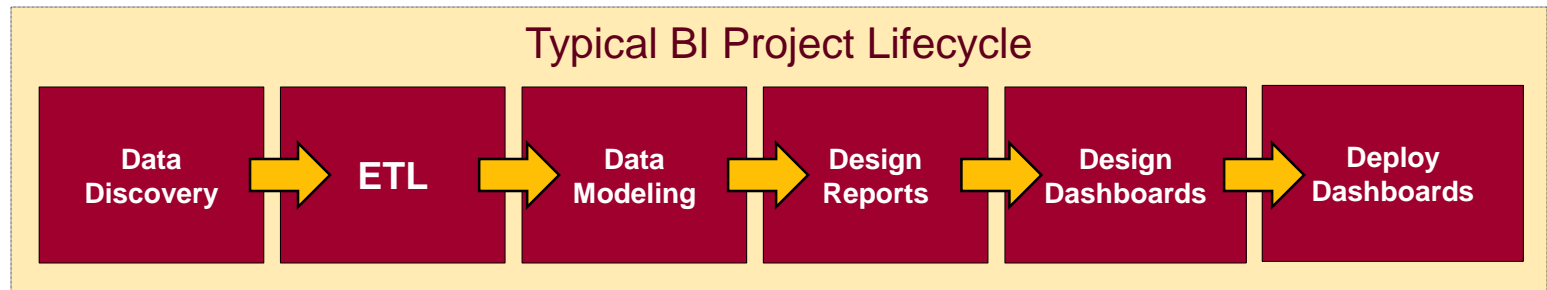 Typical BI Project Lifecycle
Data
Discovery
ETL
Data
Modeling
Design
Reports
Design
Dashboards
Deploy
Dashboards